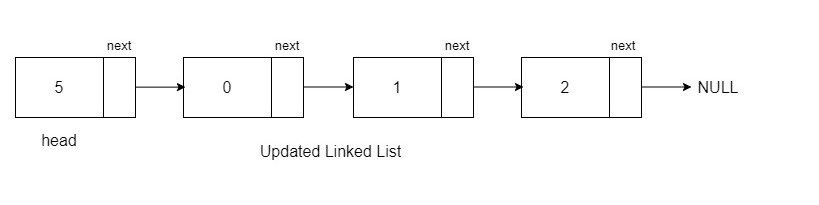 next next next next
5 0 1 2 NULL
head
Updated Linked List